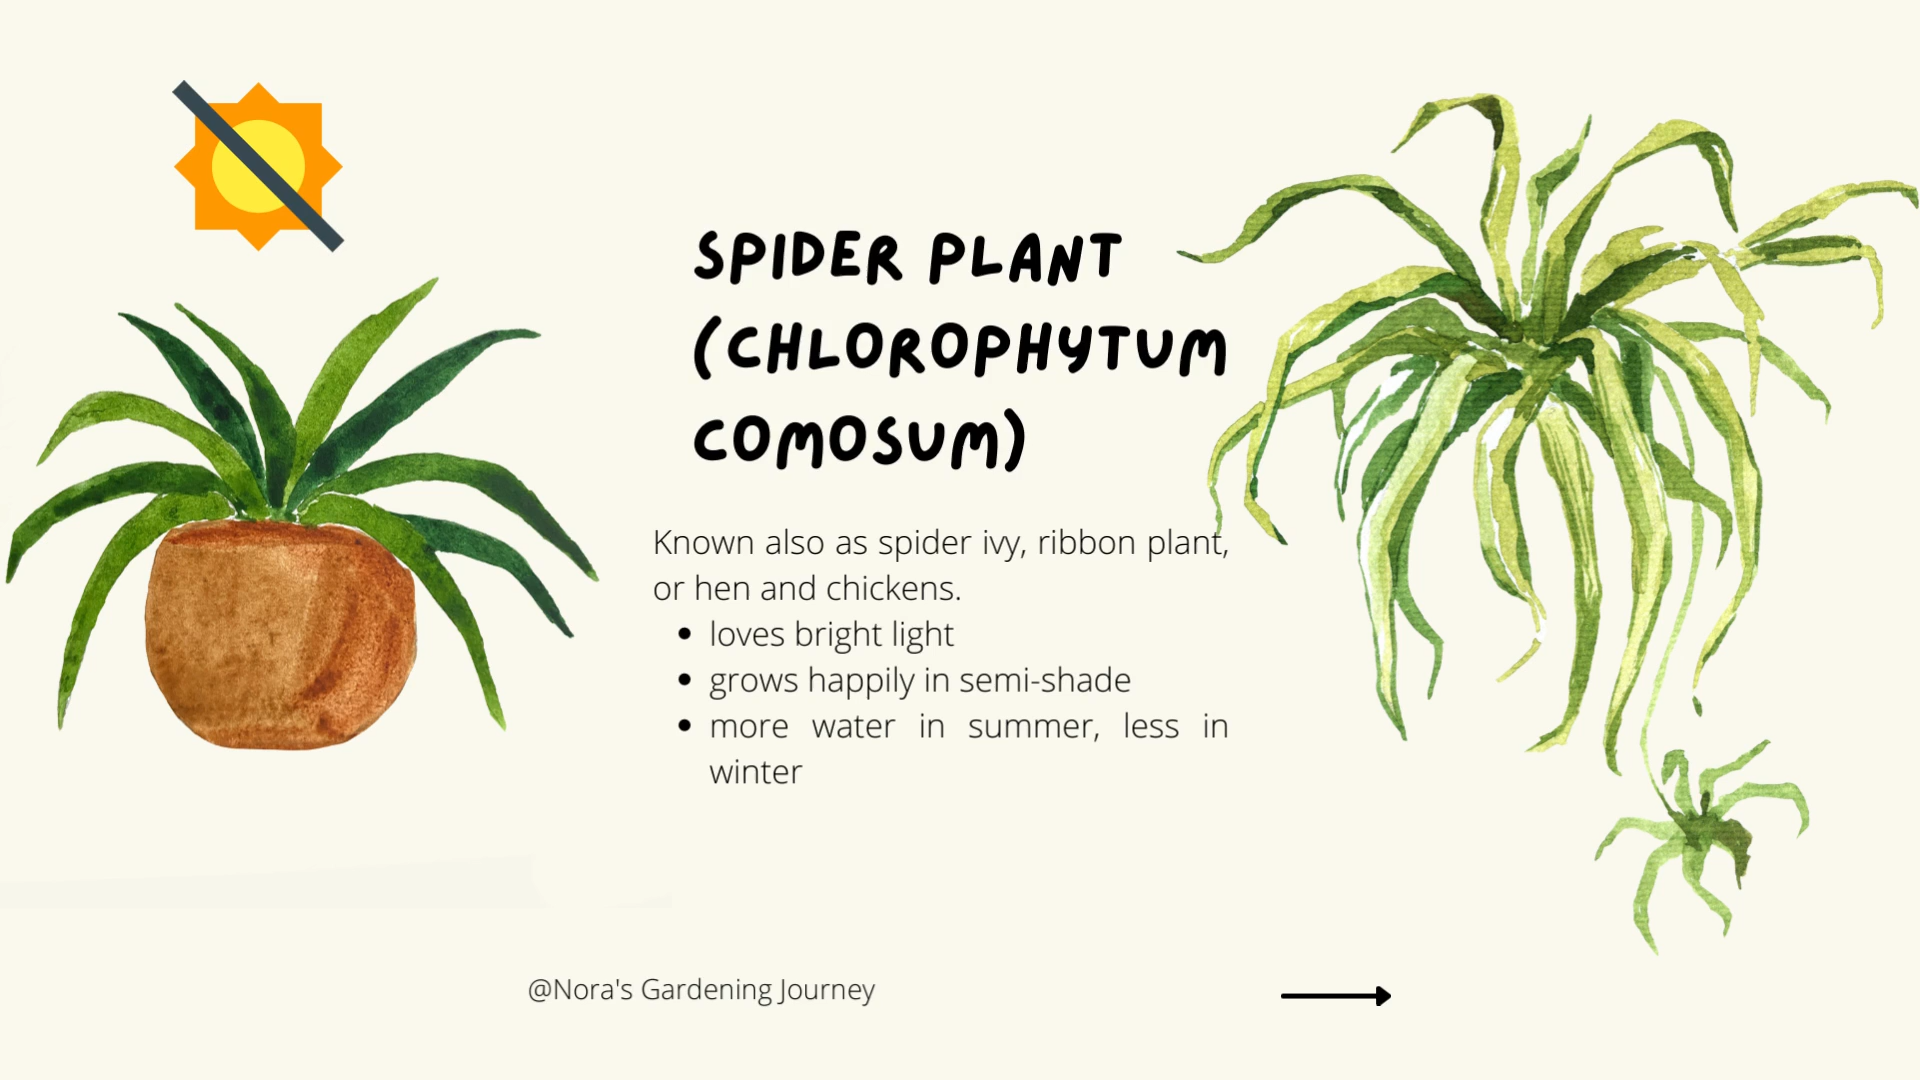 SPIDER PLANT
(CHLOROPHYTUM
COMOSUM)
Known also as spider ivy, ribbon plant,
or hen and chickens.
• loves bright light
• grows happily in semi-shade
• more water in summer, less in
winter
@Nora's Gardening Journey